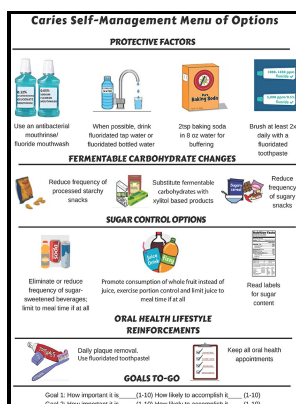 Caries Self-Management Menu of Options
PROTECTIVE FACTORS
Use an antibacterial
mouthrinse/
fluoride mouthwash
When possible, drink
fluoridated tap water or
fluoridated bottled water
Baking Soda
2tsp baking soda
in 8 oz water for
buffering
Brush at least 2x
daily with a
fluoridated
toothpaste
FERMENTABLE CARBOHYDRATE CHANGES
Reduce frequency of
processed starchy
snacks
Substitute fermentable
carbohydrates with
xylitol based products
Reduce
frequency
of sugary
snacks
SUGAR CONTROL OPTIONS
Eliminate or reduce
frequency of sugar-
sweetened beverages;
limit to meal time if at all
Promote consumption of whole fruit instead of
juice, exercise portion control and limit juice to
meal time if at all
Read labels
for sugar
content
ORAL HEALTH LIFESTYLE
REINFORCEMENTS
Daily plaque removal.
Use fluoridated toothpaste!
Keep all oral health
appointments
GOALS TO-GO
Goal 1: How important it is____ (1-10) How likely to accomplish it____ (1-10)